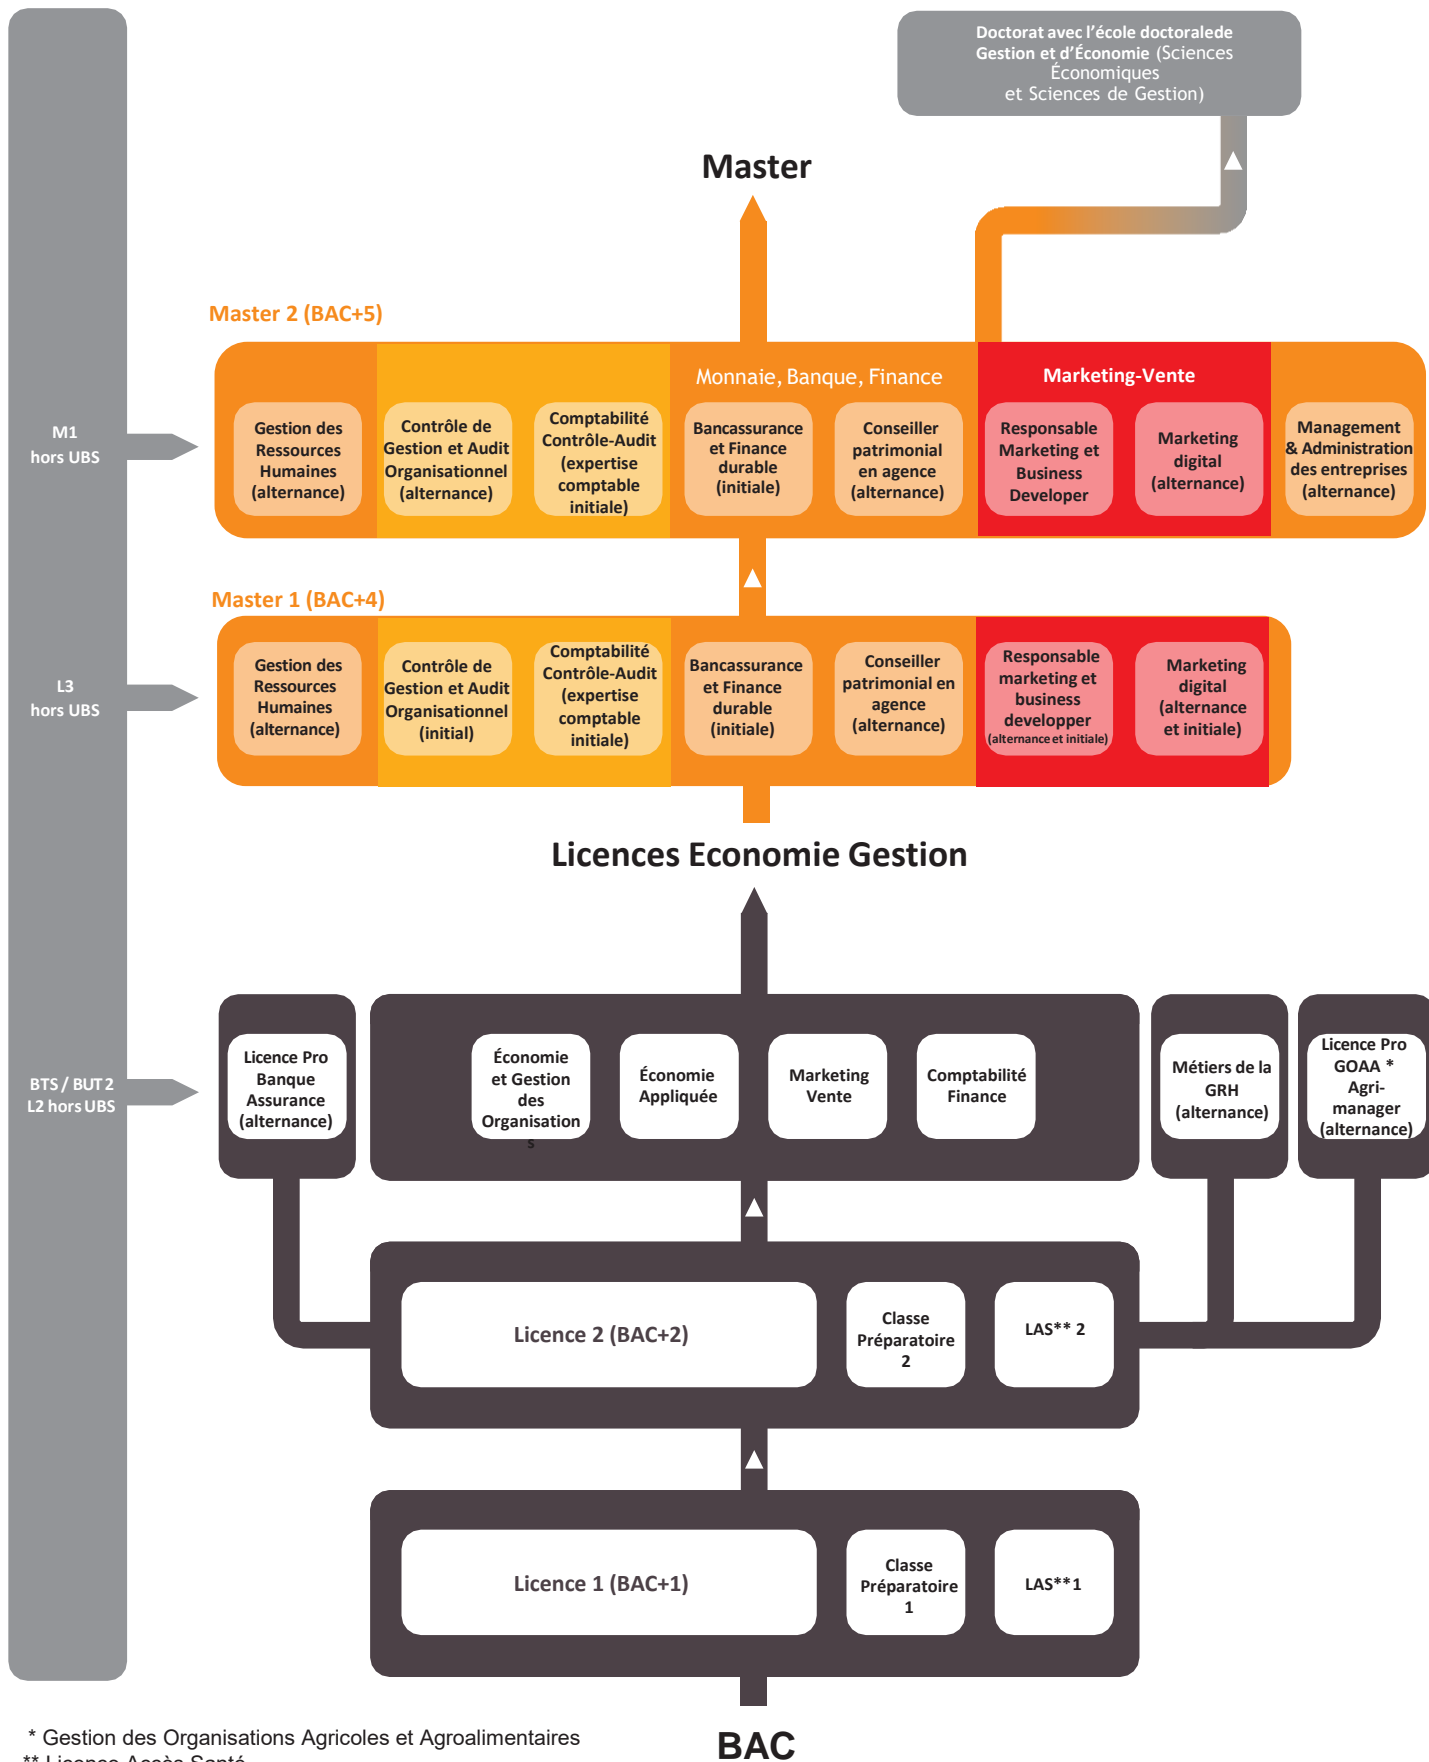 Doctorat avec l'école doctoralede
Gestion et d'Économie (Sciences
Économiques
et Sciences de Gestion)
Master
Master 2 (BAC+5)
Monnaie, Banque, Finance
Marketing-Vente
M1
hors UBS
Gestion des
Ressources
Humaines
(alternance)
Contrôle de
Gestion et Audit
Organisationnel
(alternance)
Comptabilité
Contrôle-Audit
(expertise
comptable
initiale)
Bancassurance
et Finance
durable
(initiale)
Conseiller
patrimonial
en agence
(alternance)
Responsable
Marketing et
Business
Developer
Marketing
digital
(alternance)
Management
& Administration
des entreprises
(alternance)
Master 1 (BAC+4)
L3
hors UBS
Gestion des
Ressources
Humaines
(alternance)
Contrôle de
Gestion et Audit
Organisationnel
(initial)
Comptabilité
Contrôle-Audit
(expertise
comptable
initiale)
Bancassurance
et Finance
durable
(initiale)
Conseiller
patrimonial en
agence
(alternance)
Responsable
marketing et
business
developper
(alternance et initiale)
Marketing
digital
(alternance
et initiale)
Licences Economie Gestion
BTS / BUT 2
L2 hors UBS
Licence Pro
Banque
Assurance
(alternance)
Économie
et Gestion
des
Organisation
s
Économie
Appliquée
Marketing
Vente
Comptabilité
Finance
Métiers de la
GRH
(alternance)
Licence Pro
GOAA *
Agri-
manager
(alternance)
Licence 2 (BAC+2)
Classe
Préparatoire
2
LAS** 2
Licence 1 (BAC+1)
Classe
Préparatoire
1
LAS**1
BAC
* Gestion des Organisations Agricoles et Agroalimentaires
** Licence Accès Santé